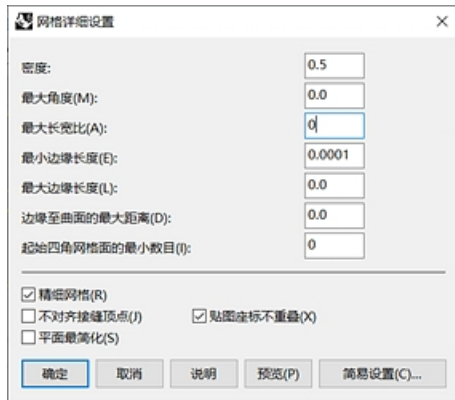 网格详细设置
密度: 0.5
最大角度(M): 0.0
最大长宽比(A): 0
最小边缘长度(E): 0.0001
最大边缘长度(L): 0.0
边缘至曲面的最大距离(D): 0.0
起始四角网格面的最小数目(I): 0
精细网格(R)
不对齐接缝顶点(J) 贴图座标不重叠(X)
平面最简化(S)
确定 取消 说明 预览(P) 简易设置(C)...